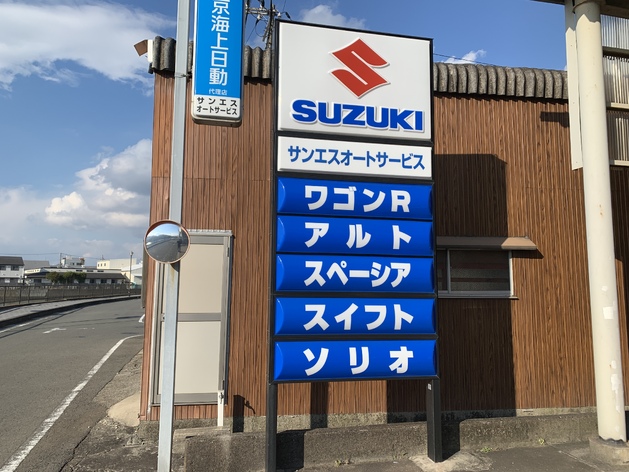 京海上日動
代理店
サンエス
オートサービス
SUZUKI
サンエスオートサービス
ワゴンR
アルト
スペーシア
スイフト
ソリオ